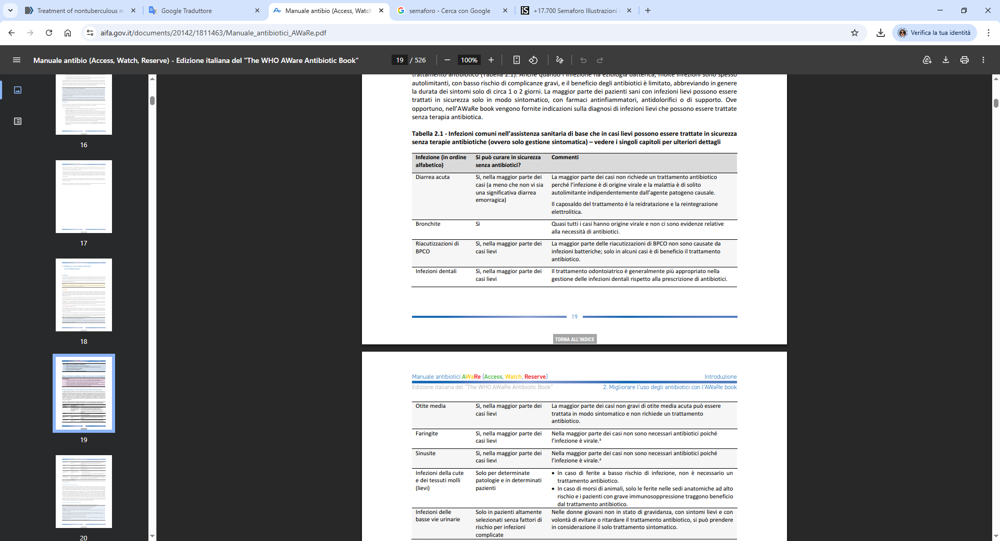 Treatment of nontuberculous m
Google Traduttore
Manuale antibio (Access, Watch
semaforo - Cerca con Google
+17.700 Semaforo Illustrazioni
aifa.gov.it/documents/20142/1811463/Manuale_antibiotici_AWaRe.pdf
Verifica la tua identità
Manuale antibio (Access, Watch, Reserve) - Edizione italiana del "The WHO AWare Antibiotic Book"
19 / 526
100%
16
17
18
19
20
trattamento antibiotico (Tabella 2.1). Anche quando l'infezione ha eziologia batterica, molte infezioni sono spesso
autolimitanti, con basso rischio di complicanze gravi, e il beneficio degli antibiotici è limitato, abbreviando in genere
la durata dei sintomi solo di circa 1 o 2 giorni. La maggior parte dei pazienti sani con infezioni lievi possono essere
trattati in sicurezza solo in modo sintomatico, con farmaci antinfiammatori, antidolorifici o di supporto. Ove
opportuno, nell'AWaRe book vengono fornite indicazioni sulla diagnosi di infezioni lievi che possono essere trattate
senza terapia antibiotica.
Tabella 2.1 - Infezioni comuni nell'assistenza sanitaria di base che in casi lievi possono essere trattate in sicurezza
senza terapie antibiotiche (ovvero solo gestione sintomatica) – vedere i singoli capitoli per ulteriori dettagli
Infezione (in ordine
alfabetico)
Si può curare in sicurezza
senza antibiotici?
Commenti
Diarrea acuta
Sì, nella maggior parte dei
casi (a meno che non vi sia
una significativa diarrea
emorragica)
La maggior parte dei casi non richiede un trattamento antibiotico
perché l'infezione è di origine virale e la malattia è di solito
autolimitante indipendentemente dall'agente patogeno causale.
Il caposaldo del trattamento è la reidratazione e la reintegrazione
elettrolitica.
Bronchite
Sì
Quasi tutti i casi hanno origine virale e non ci sono evidenze relative
alla necessità di antibiotici.
Riacutizzazioni di
BPCO
Sì, nella maggior parte dei
casi lievi
La maggior parte delle riacutizzazioni di BPCO non sono causate da
infezioni batteriche; solo in alcuni casi è di beneficio il trattamento
antibiotico.
Infezioni dentali
Sì, nella maggior parte dei
casi lievi
Il trattamento odontoiatrico è generalmente più appropriato nella
gestione delle infezioni dentali rispetto alla prescrizione di antibiotici.
19
TORNA ALL'INDICE
Manuale antibiotici AWaRe (Access, Watch, Reserve)
Introduzione
Edizione italiana del "The WHO AWaRe Antibiotic Book"
2. Migliorare l'uso degli antibiotici con l'AWaRe book
Otite media
Sì, nella maggior parte dei
casi lievi
La maggior parte dei casi non gravi di otite media acuta può essere
trattata in modo sintomatico e non richiede un trattamento
antibiotico.
Faringite
Sì, nella maggior parte dei
casi lievi
Nella maggior parte dei casi non sono necessari antibiotici poiché
l'infezione è virale.ᵃ
Sinusite
Sì, nella maggior parte dei
casi lievi
Nella maggior parte dei casi non sono necessari antibiotici poiché
l'infezione è virale.ᵃ
Infezioni della cute
e dei tessuti molli
(lievi)
Solo per determinate
patologie e in determinati
pazienti
• In caso di ferite a basso rischio di infezione, non è necessario un
trattamento antibiotico.
• In caso di morsi di animali, solo le ferite nelle sedi anatomiche ad alto
rischio e i pazienti con grave immunosoppressione traggono beneficio
dal trattamento antibiotico.
Infezioni delle
basse vie urinarie
Solo in pazienti altamente
selezionati senza fattori di
rischio per infezioni
complicate
Nelle donne giovani non in stato di gravidanza, con sintomi lievi e con
volontà di evitare o ritardare il trattamento antibiotico, si può prendere
in considerazione il solo trattamento sintomatico.